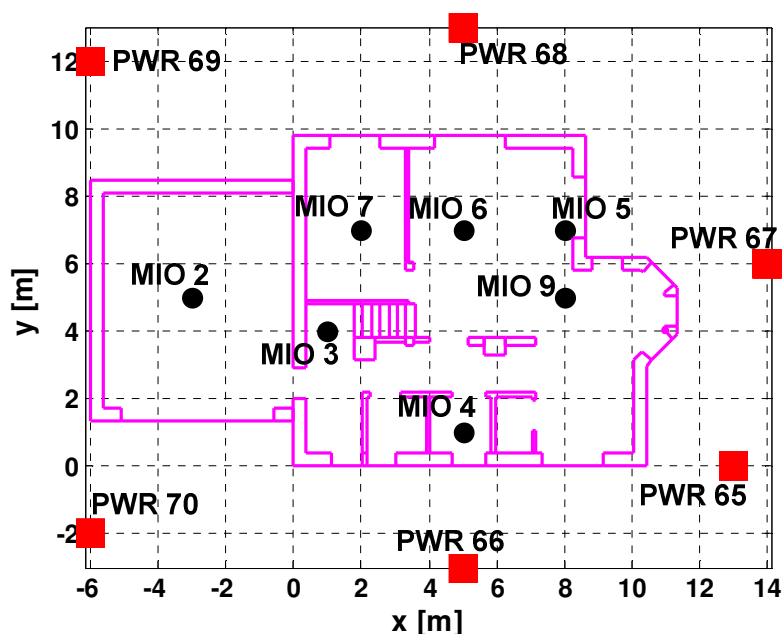 12
PWR 69
PWR 68
10
8
MIO 7
MIO 6
MIO 5
PWR 67
6
MIO 2
MIO 9
y [m]
4
MIO 3
2
MIO 4
0
PWR 65
PWR 70
-2
PWR 66
-6
-4
-2
0
2
4
6
8
10
12
14
x [m]